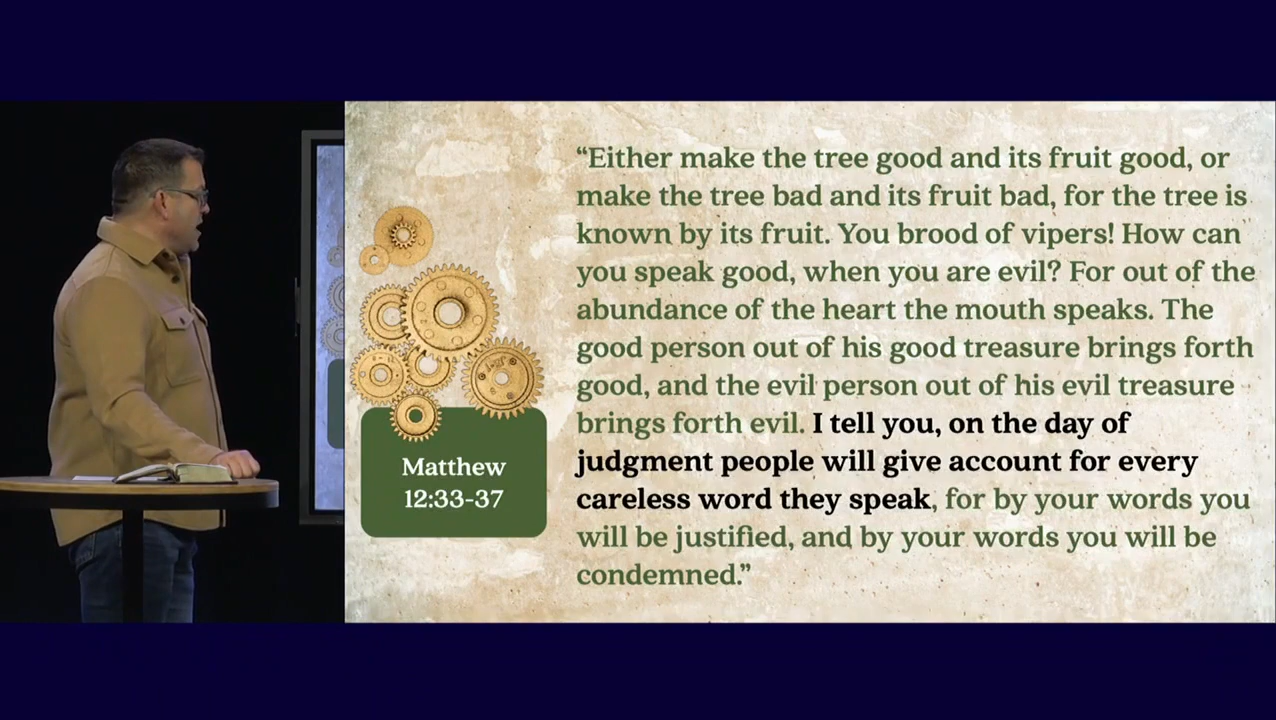 “Either make the tree good and its fruit good, or
make the tree bad and its fruit bad, for the tree is
known by its fruit. You brood of vipers! How can
you speak good, when you are evil? For out of the
abundance of the heart the mouth speaks. The
good person out of his good treasure brings forth
good, and the evil person out of his evil treasure
brings forth evil. I tell you, on the day of
judgment people will give account for every
careless word they speak, for by your words you
will be justified, and by your words you will be
condemned.”
Matthew
12:33-37